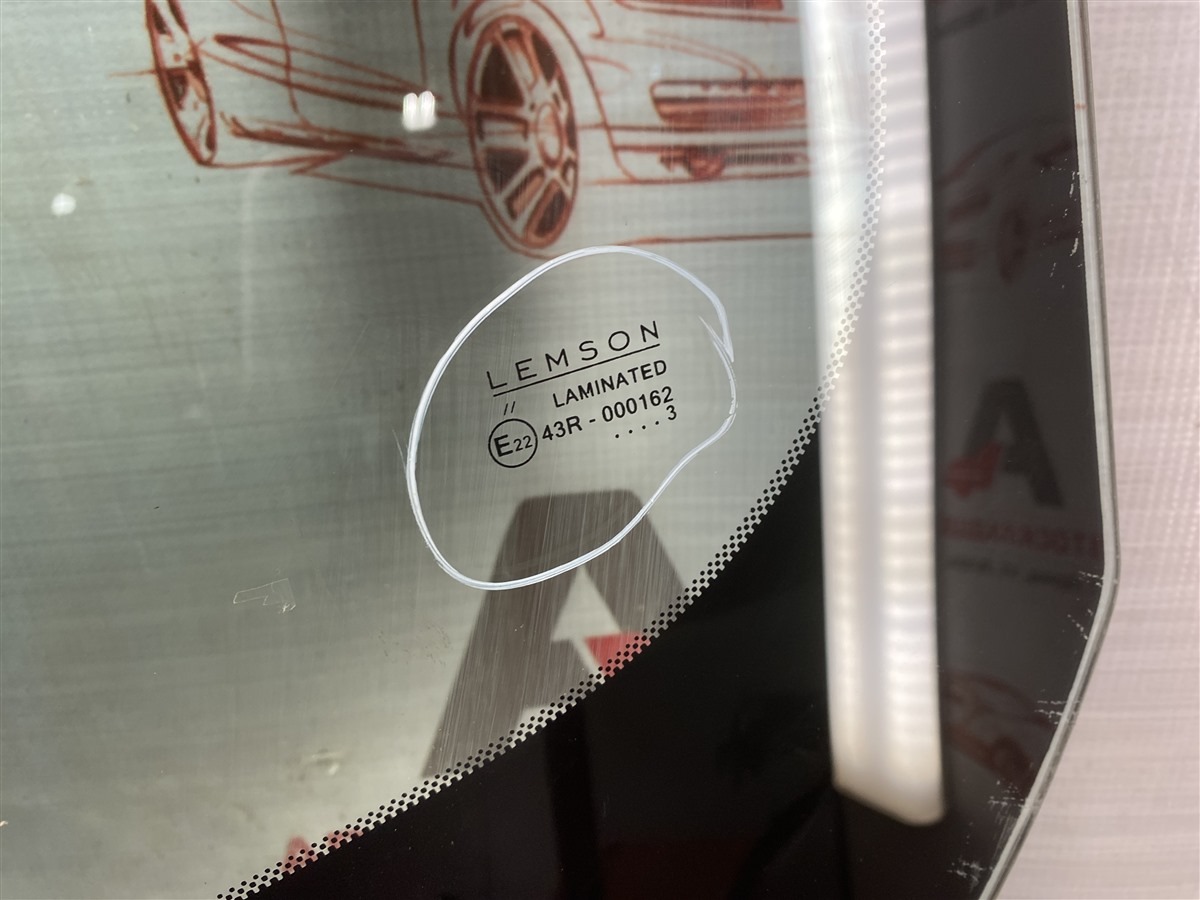 LEMSON
// LAMINATED
E22 43R - 000162
. . . . 3
A
A